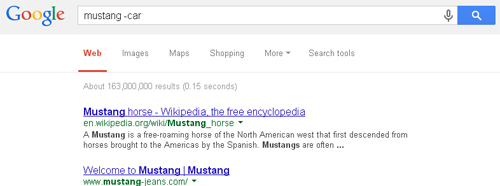 Google mustang -car
Web Images Maps Shopping More Search tools
About 163,000,000 results (0.15 seconds)
Mustang horse - Wikipedia, the free encyclopedia
en.wikipedia.org/wiki/Mustang_horse
A Mustang is a free-roaming horse of the North American west that first descended from
horses brought to the Americas by the Spanish. Mustangs are often ...
Welcome to Mustang | Mustang
www.mustang-jeans.com/